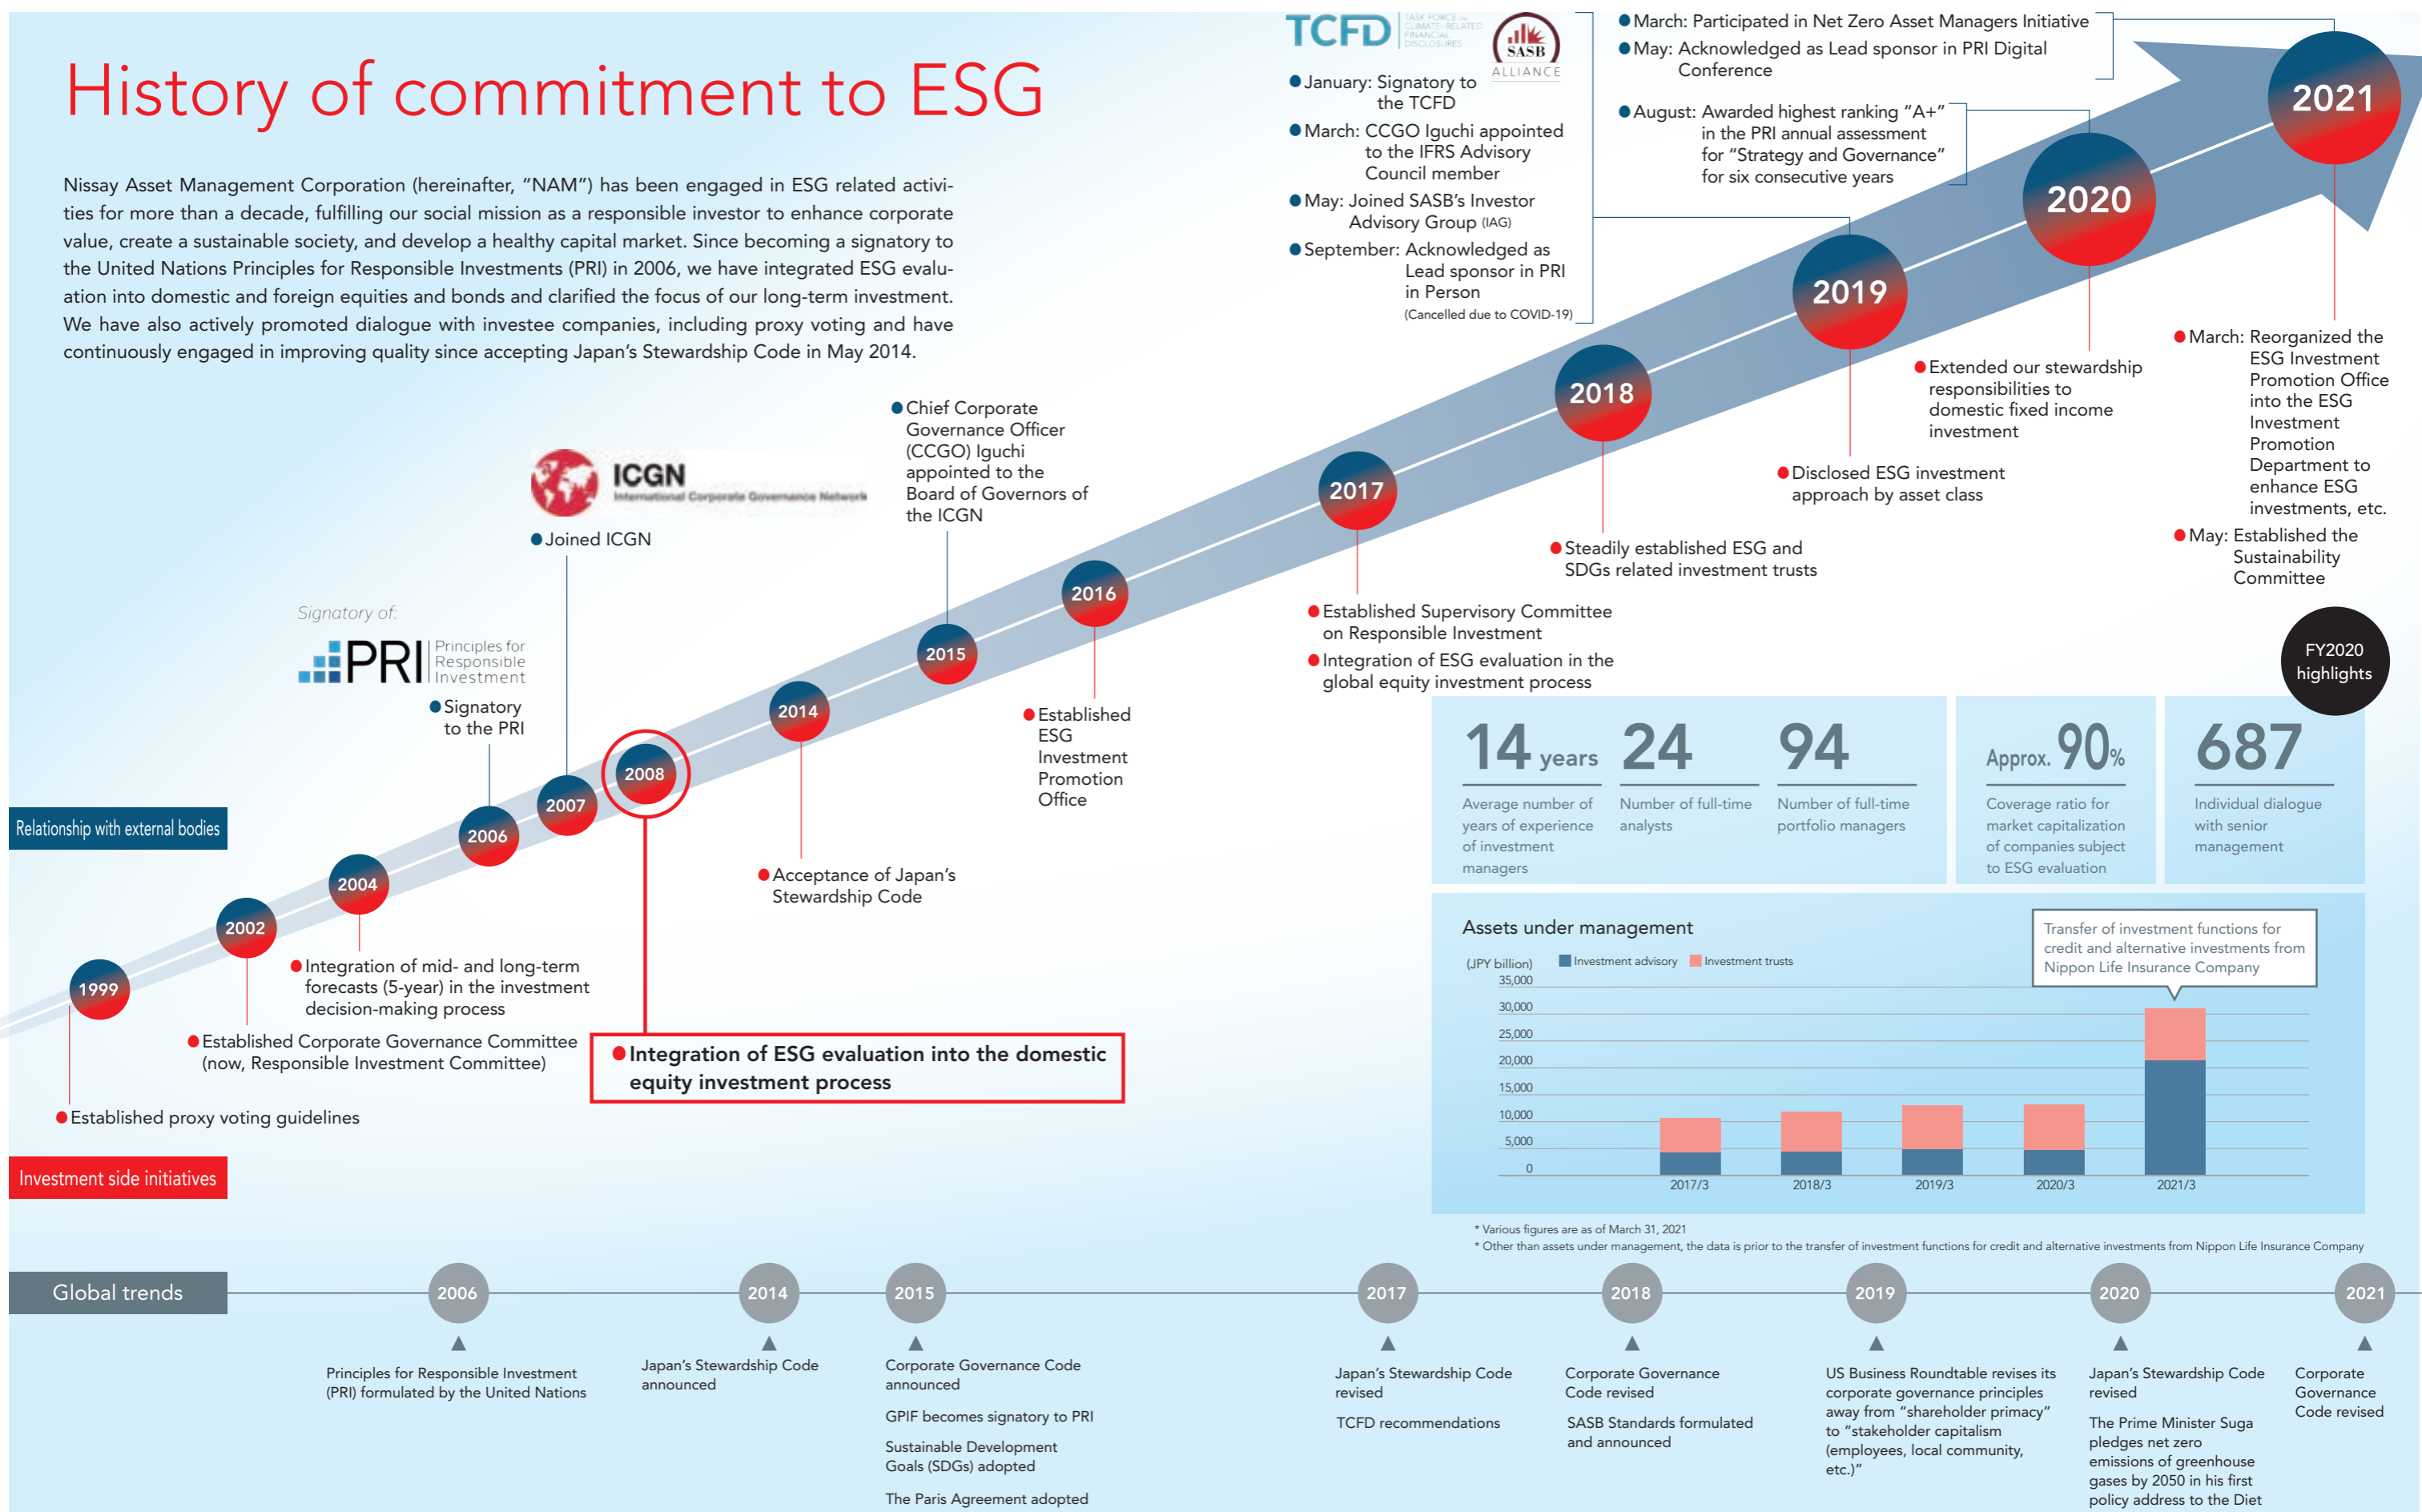 History of commitment to ESG
Nissay Asset Management Corporation (hereinafter, “NAM”) has been engaged in ESG related activi-
ties for more than a decade, fulfilling our social mission as a responsible investor to enhance corporate
value, create a sustainable society, and develop a healthy capital market. Since becoming a signatory to
the United Nations Principles for Responsible Investments (PRI) in 2006, we have integrated ESG evalu-
ation into domestic and foreign equities and bonds and clarified the focus of our long-term investment.
We have also actively promoted dialogue with investee companies, including proxy voting and have
continuously engaged in improving quality since accepting Japan’s Stewardship Code in May 2014.
TCFD
TASK FORCE ON
CLIMATE-RELATED
FINANCIAL
DISCLOSURES
SASB
ALLIANCE
● January: Signatory to
the TCFD
● March: CCGO Iguchi appointed
to the IFRS Advisory
Council member
● May: Joined SASB’s Investor
Advisory Group (IAG)
● September: Acknowledged as
Lead sponsor in PRI
in Person
(Cancelled due to COVID-19)
● March: Participated in Net Zero Asset Managers Initiative
● May: Acknowledged as Lead sponsor in PRI Digital
Conference
● August: Awarded highest ranking “A+”
in the PRI annual assessment
for “Strategy and Governance”
for six consecutive years
2021
2020
2019
2018
2017
2016
2015
2014
2008
2007
2006
2004
2002
1999
● Chief Corporate
Governance Officer
(CCGO) Iguchi
appointed to the
Board of Governors of
the ICGN
ICGN
International Corporate Governance Network
● Joined ICGN
Signatory of:
PRI
Principles for
Responsible
Investment
● Signatory
to the PRI
Relationship with external bodies
● March: Reorganized the
ESG Investment
Promotion Office
into the ESG
Investment
Promotion
Department to
enhance ESG
investments, etc.
● May: Established the
Sustainability
Committee
● Extended our stewardship
responsibilities to
domestic fixed income
investment
● Disclosed ESG investment
approach by asset class
● Steadily established ESG and
SDGs related investment trusts
● Established Supervisory Committee
on Responsible Investment
● Integration of ESG evaluation in the
global equity investment process
● Established
ESG
Investment
Promotion
Office
● Acceptance of Japan’s
Stewardship Code
● Integration of ESG evaluation into the domestic
equity investment process
● Integration of mid- and long-term
forecasts (5-year) in the investment
decision-making process
● Established Corporate Governance Committee
(now, Responsible Investment Committee)
● Established proxy voting guidelines
Investment side initiatives
FY2020
highlights
14 years
Average number of
years of experience
of investment
managers
24
Number of full-time
analysts
94
Number of full-time
portfolio managers
Approx. 90%
Coverage ratio for
market capitalization
of companies subject
to ESG evaluation
687
Individual dialogue
with senior
management
Assets under management
(JPY billion)
Investment advisory
Investment trusts
Transfer of investment functions for
credit and alternative investments from
Nippon Life Insurance Company
35,000
30,000
25,000
20,000
15,000
10,000
5,000
0
2017/3
2018/3
2019/3
2020/3
2021/3
* Various figures are as of March 31, 2021
* Other than assets under management, the data is prior to the transfer of investment functions for credit and alternative investments from Nippon Life Insurance Company
Global trends
2006
Principles for Responsible Investment
(PRI) formulated by the United Nations
2014
Japan’s Stewardship Code
announced
2015
Corporate Governance Code
announced
GPIF becomes signatory to PRI
Sustainable Development
Goals (SDGs) adopted
The Paris Agreement adopted
2017
Japan’s Stewardship Code
revised
TCFD recommendations
2018
Corporate Governance
Code revised
SASB Standards formulated
and announced
2019
US Business Roundtable revises its
corporate governance principles
away from “shareholder primacy”
to “stakeholder capitalism
(employees, local community,
etc.)”
2020
Japan’s Stewardship Code
revised
The Prime Minister Suga
pledges net zero
emissions of greenhouse
gases by 2050 in his first
policy address to the Diet
2021
Corporate
Governance
Code revised